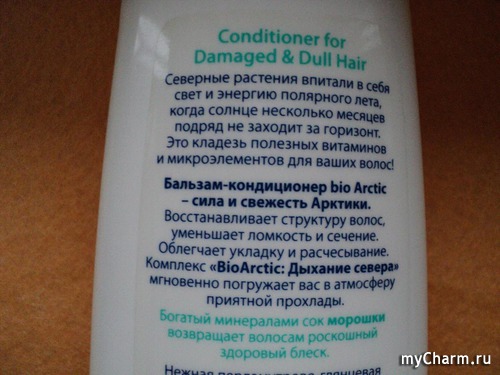 Conditioner for
Damaged & Dull Hair
Северные растения впитали в себя
свет и энергию полярного лета,
когда солнце несколько месяцев
подряд не заходит за горизонт.
Это кладезь полезных витаминов
и микроэлементов для ваших волос!
Бальзам-кондиционер bio Arctic
– сила и свежесть Арктики.
Восстанавливает структуру волос,
уменьшает ломкость и сечение.
Облегчает укладку и расчесывание.
Комплекс «BioArctic: Дыхание севера»
мгновенно погружает вас в атмосферу
приятной прохлады.
Богатый минералами сок морошки
возвращает волосам роскошный
здоровый блеск.
Нежная перламутрово-глянцевая
myCharm.ru